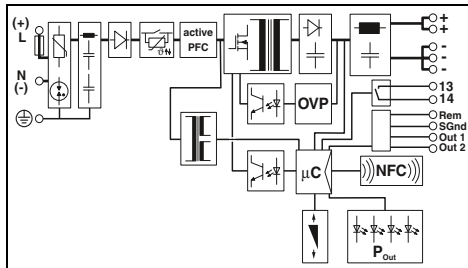 (+)
L
N
(-)
ϑ
active
PFC
OVP
µC
NFC
P Out
+
+
-
-
-
13
14
Rem
SGnd
Out 1
Out 2